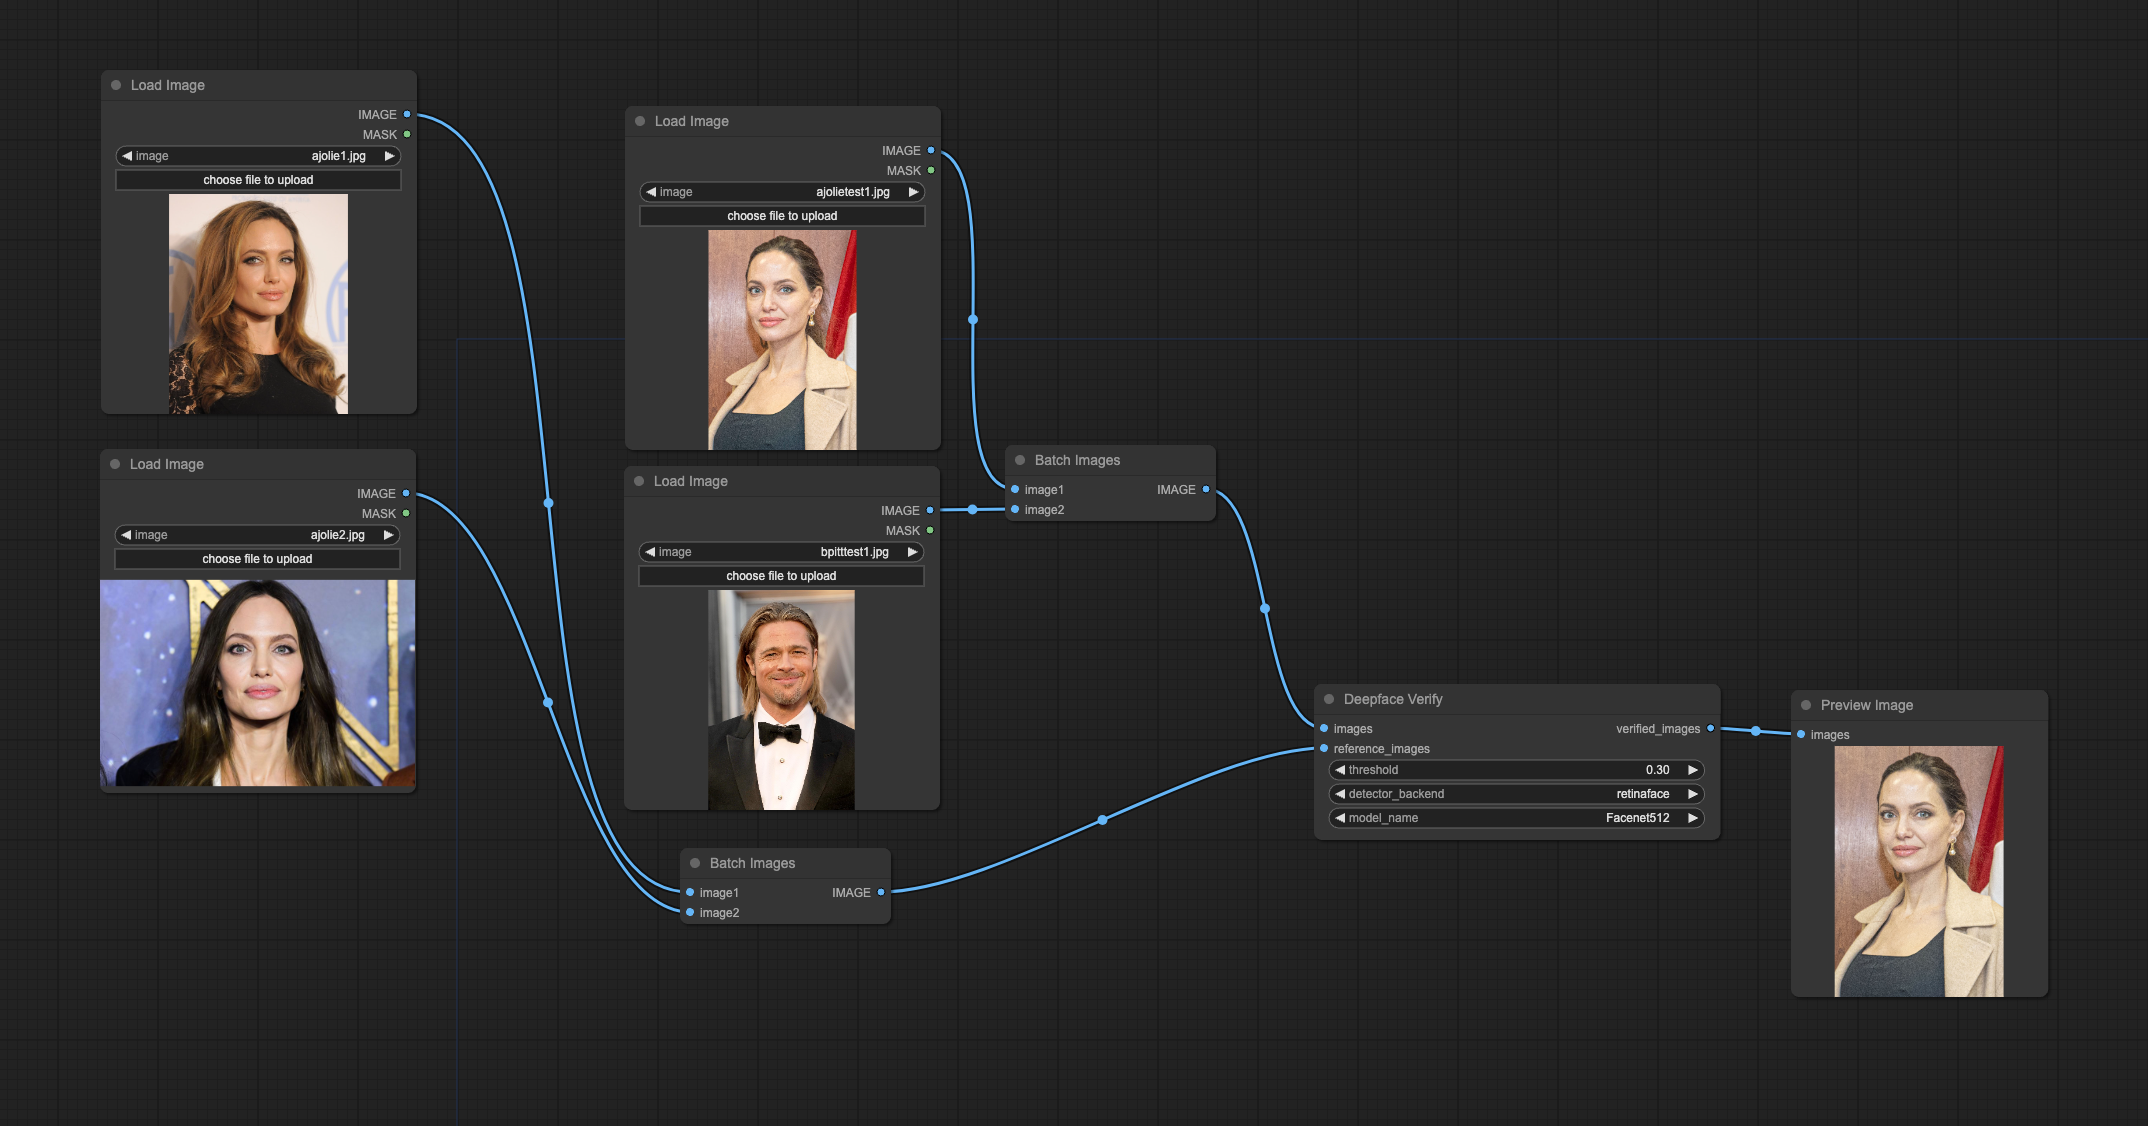 Load Image
IMAGE
MASK
image ajolie1.jpg
choose file to upload
Load Image
IMAGE
MASK
image ajolie2.jpg
choose file to upload
Load Image
IMAGE
MASK
image ajolietest1.jpg
choose file to upload
Load Image
IMAGE
MASK
image bpitttest1.jpg
choose file to upload
Batch Images
image1 IMAGE
image2
Batch Images
image1 IMAGE
image2
Deepface Verify
images verified_images
reference_images
threshold 0.30
detector_backend retinaface
model_name Facenet512
Preview Image
images